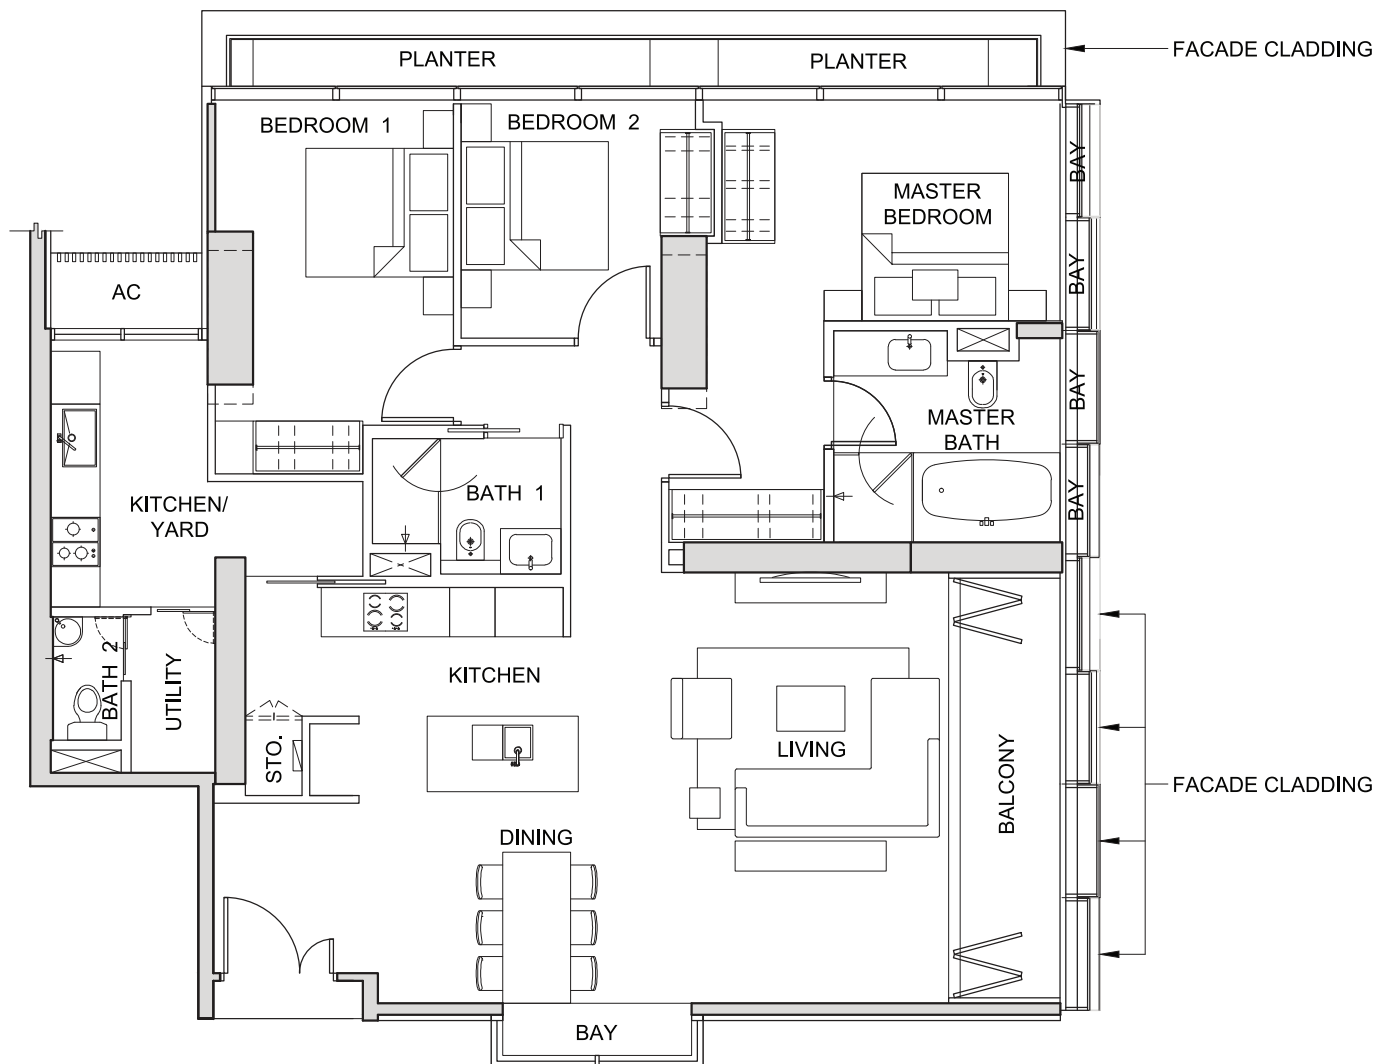 PLANTER
PLANTER
FACADE CLADDING
BEDROOM 1
BEDROOM 2
BAY
MASTER
BEDROOM
BAY
AC
BAY
MASTER
BATH
KITCHEN/
YARD
BATH 1
BAY
BATH 2
UTILITY
KITCHEN
STO.
LIVING
BALCONY
FACADE CLADDING
DINING
BAY